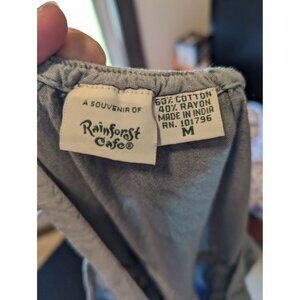 A SOUVENIR OF
Rainforest
Cafe®
60% COTTON
40% RAYON
MADE IN INDIA
RN. 101796
M